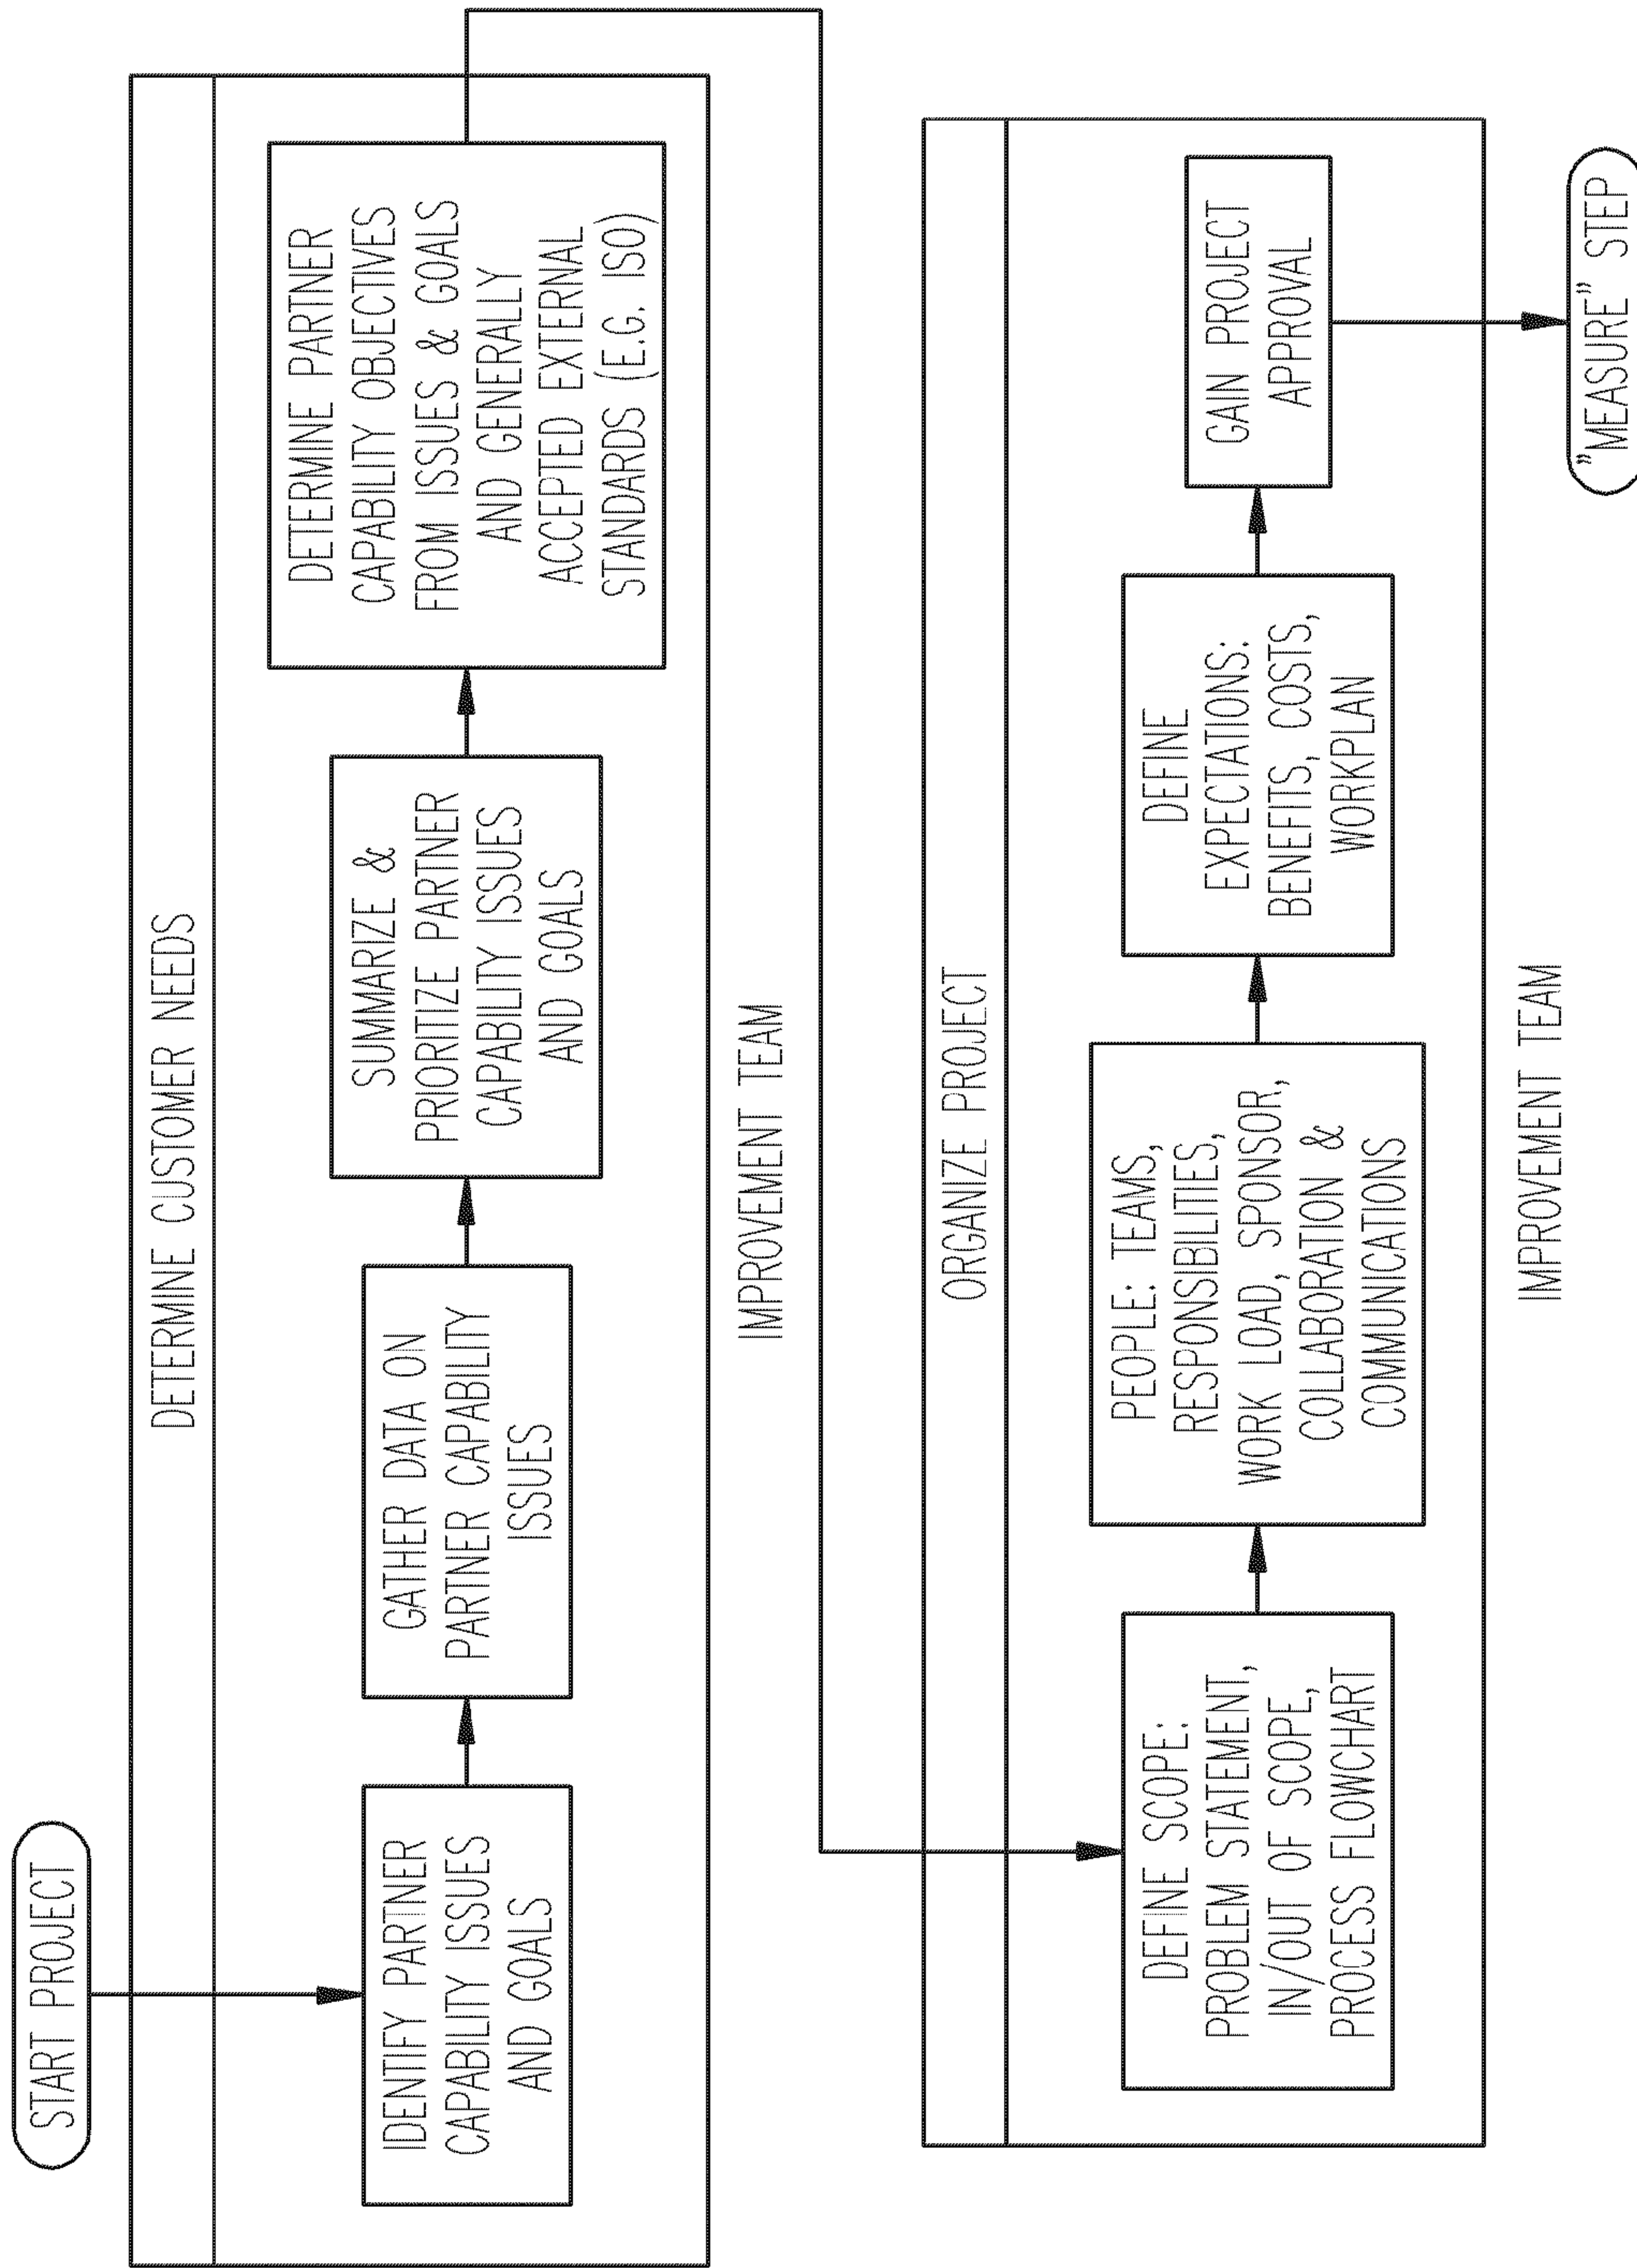 START PROJECT
DETERMINE CUSTOMER NEEDS
IDENTIFY PARTNER
CAPABILITY ISSUES
AND GOALS
GATHER DATA ON
PARTNER CAPABILITY
ISSUES
SUMMARIZE &
PRIORITIZE PARTNER
CAPABILITY ISSUES
AND GOALS
DETERMINE PARTNER
CAPABILITY OBJECTIVES
FROM ISSUES & GOALS
AND GENERALLY
ACCEPTED EXTERNAL
STANDARDS (E.G. ISO)
IMPROVEMENT TEAM
ORGANIZE PROJECT
DEFINE SCOPE:
PROBLEM STATEMENT,
IN/OUT OF SCOPE,
PROCESS FLOWCHART
PEOPLE: TEAMS,
RESPONSIBILITIES,
WORK LOAD, SPONSOR,
COLLABORATION &
COMMUNICATIONS
DEFINE
EXPECTATIONS:
BENEFITS, COSTS,
WORKPLAN
GAIN PROJECT
APPROVAL
IMPROVEMENT TEAM
"MEASURE" STEP